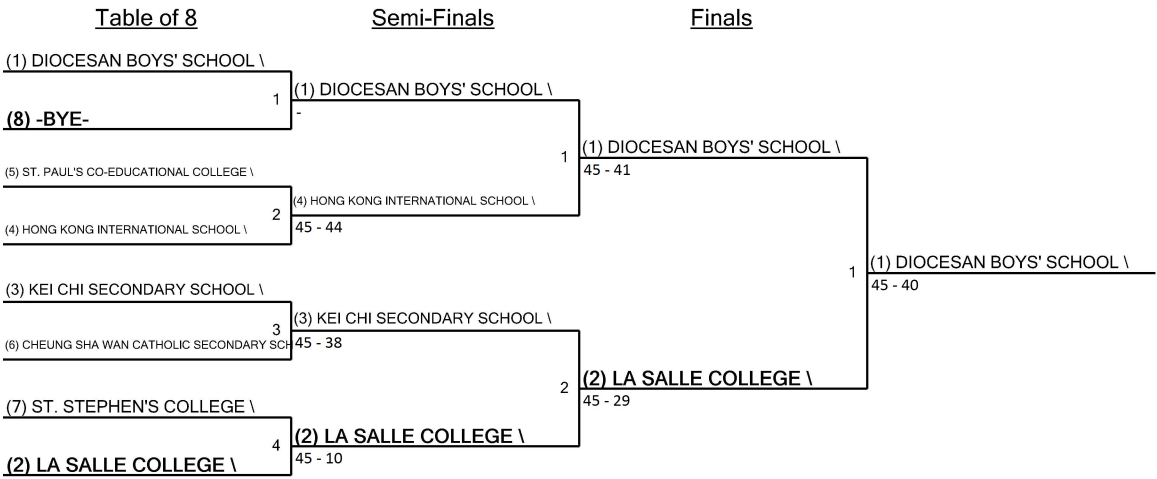 Table of 8
Semi-Finals
Finals
(1) DIOCESAN BOYS' SCHOOL \
1
(8) -BYE-
(1) DIOCESAN BOYS' SCHOOL \
-
(5) ST. PAUL'S CO-EDUCATIONAL COLLEGE \
2
(4) HONG KONG INTERNATIONAL SCHOOL \
(4) HONG KONG INTERNATIONAL SCHOOL \
45 - 44
1
(1) DIOCESAN BOYS' SCHOOL \
45 - 41
(3) KEI CHI SECONDARY SCHOOL \
3
(6) CHEUNG SHA WAN CATHOLIC SECONDARY SCH
(3) KEI CHI SECONDARY SCHOOL \
45 - 38
(7) ST. STEPHEN'S COLLEGE \
4
(2) LA SALLE COLLEGE \
(2) LA SALLE COLLEGE \
45 - 10
2
(2) LA SALLE COLLEGE \
45 - 29
1
(1) DIOCESAN BOYS' SCHOOL \
45 - 40